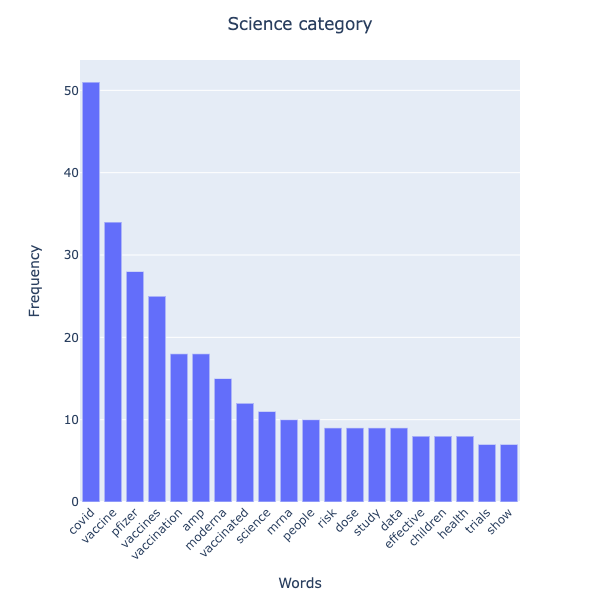 Science category
Frequency
50
40
30
20
10
0
covid
vaccine
pfizer
vaccines
vaccination
amp
moderna
vaccinated
science
mrna
people
risk
dose
study
data
effective
children
health
trials
show
Words